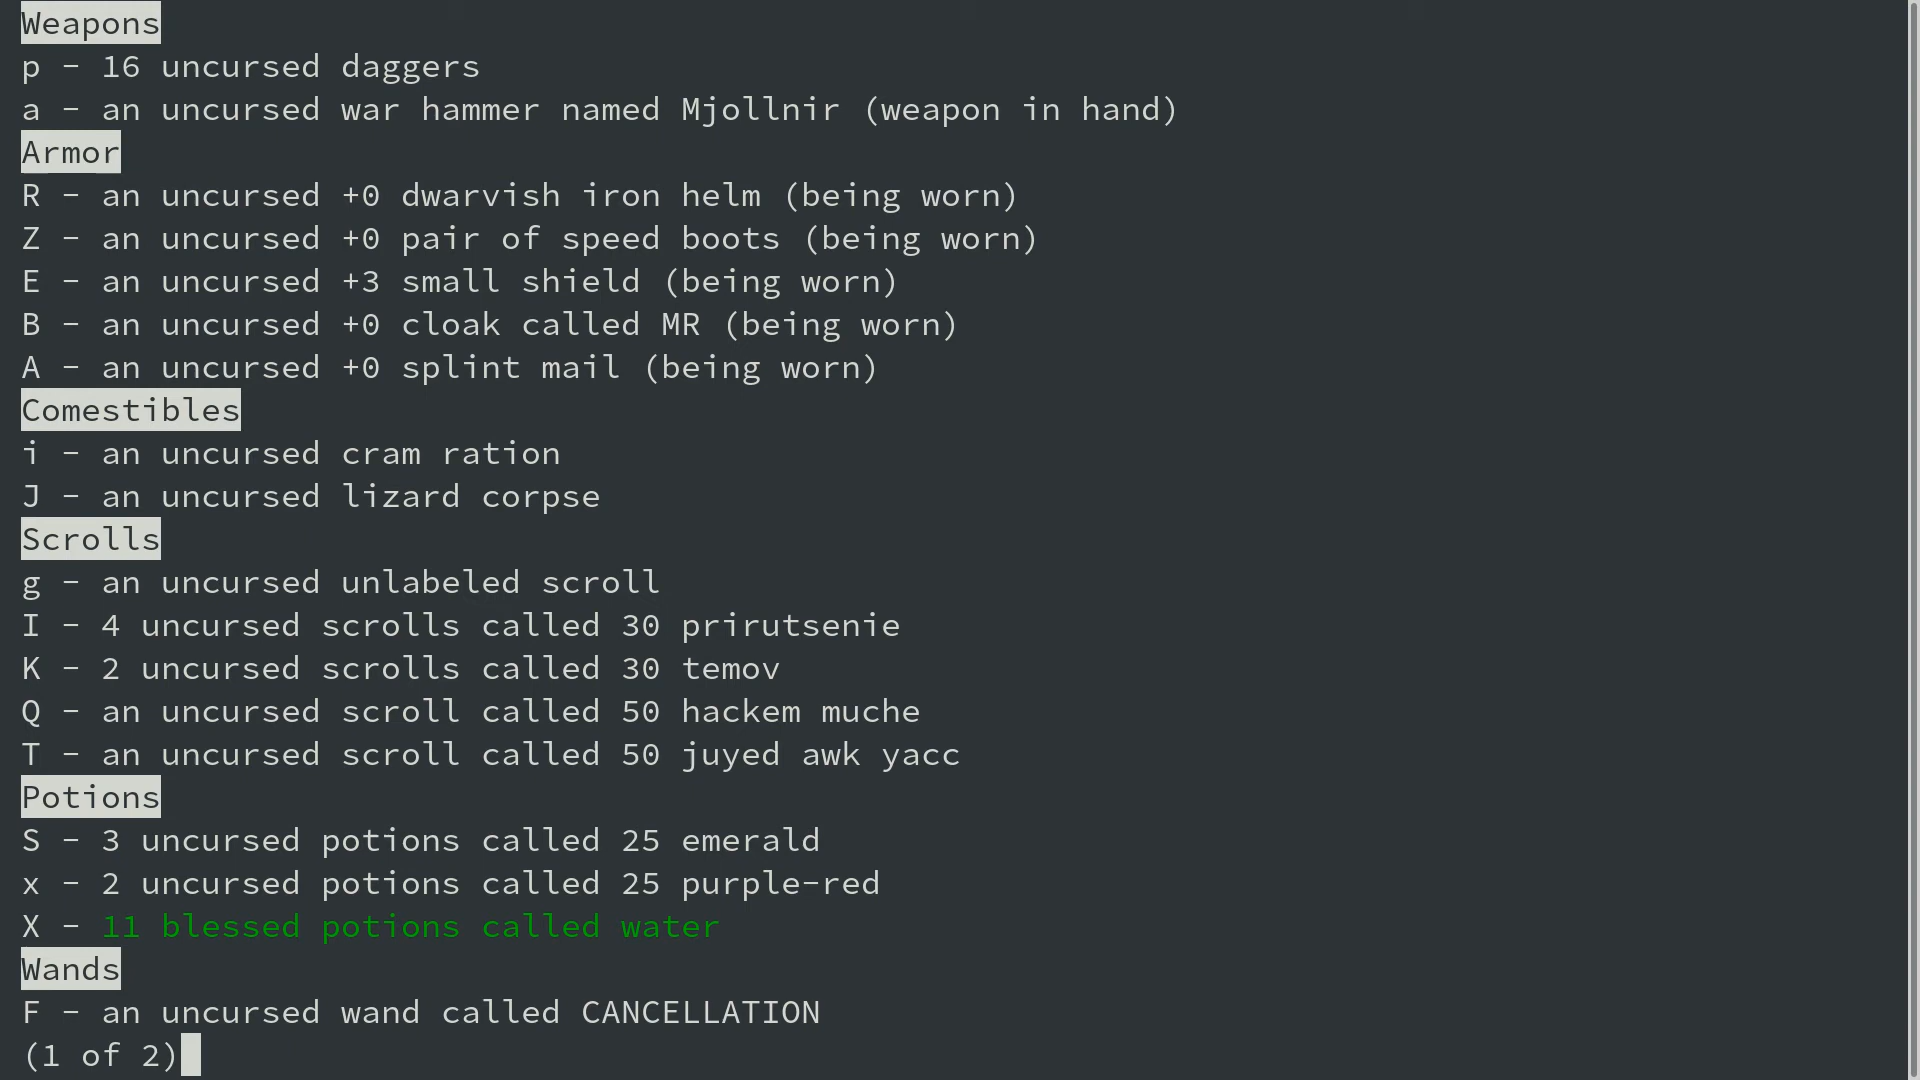 Weapons
p - 16 uncursed daggers
a - an uncursed war hammer named Mjollnir (weapon in hand)
Armor
R - an uncursed +0 dwarvish iron helm (being worn)
Z - an uncursed +0 pair of speed boots (being worn)
E - an uncursed +3 small shield (being worn)
B - an uncursed +0 cloak called MR (being worn)
A - an uncursed +0 splint mail (being worn)
Comestibles
i - an uncursed cram ration
J - an uncursed lizard corpse
Scrolls
g - an uncursed unlabeled scroll
I - 4 uncursed scrolls called 30 prirutsenie
K - 2 uncursed scrolls called 30 temov
Q - an uncursed scroll called 50 hackem muche
T - an uncursed scroll called 50 juyed awk yacc
Potions
S - 3 uncursed potions called 25 emerald
x - 2 uncursed potions called 25 purple-red
X - 11 blessed potions called water
Wands
F - an uncursed wand called CANCELLATION
(1 of 2)